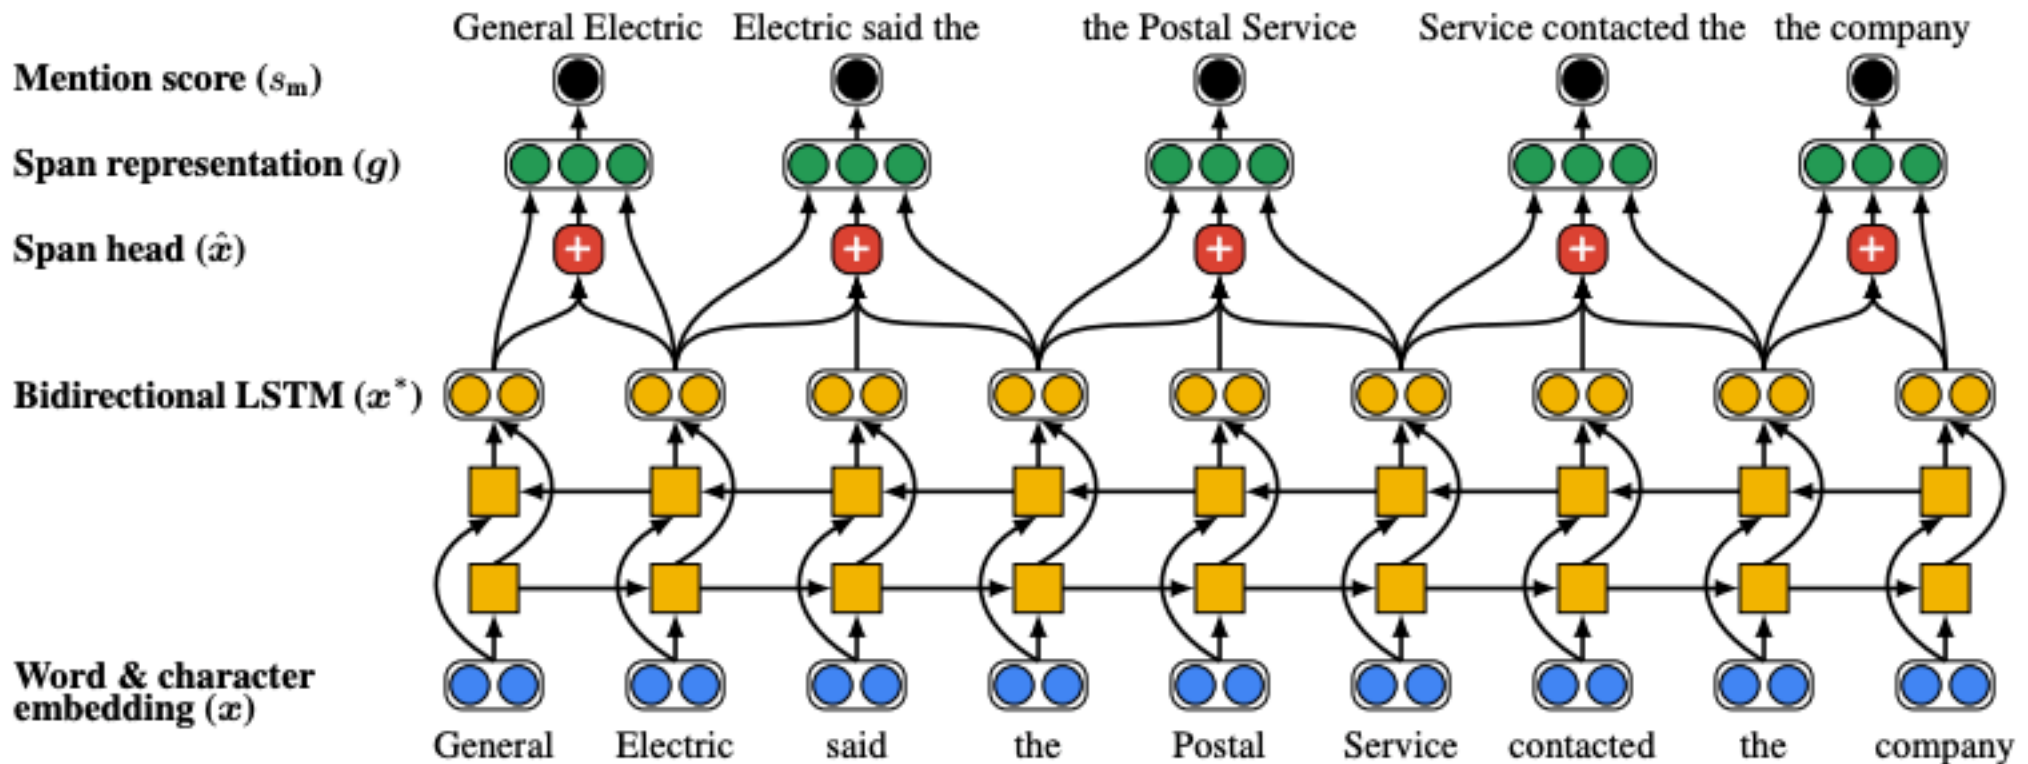 General Electric Electric said the the Postal Service Service contacted the the company
Mention score (sₘ)
Span representation (g)
Span head (x̂)
+ + + + +
Bidirectional LSTM (x*)
Word & character
embedding (x)
General Electric said the Postal Service contacted the company